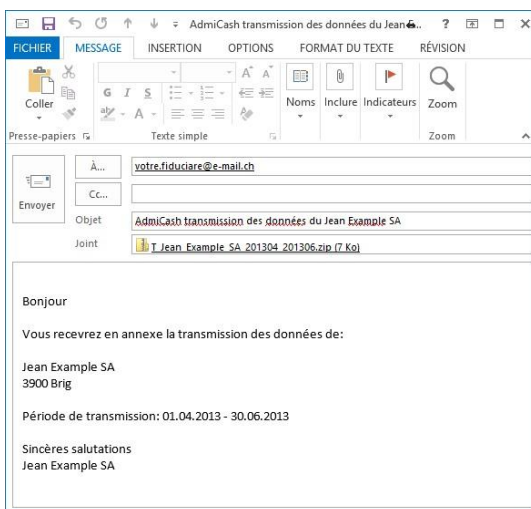 AdmiCash transmission des données du Jean E..
FICHIER MESSAGE INSERTION OPTIONS FORMAT DU TEXTE RÉVISION
Coller
G I S
Noms Inclure Indicateurs Zoom
Presse-papiers Texte simple Zoom
À... votre.fiduciare@e-mail.ch
Cc...
Envoyer
Objet AdmiCash transmission des données du Jean Example SA
Joint T_Jean_Example_SA_201304_201306.zip (7 Ko)
Bonjour
Vous recevrez en annexe la transmission des données de:
Jean Example SA
3900 Brig
Période de transmission: 01.04.2013 - 30.06.2013
Sincères salutations
Jean Example SA